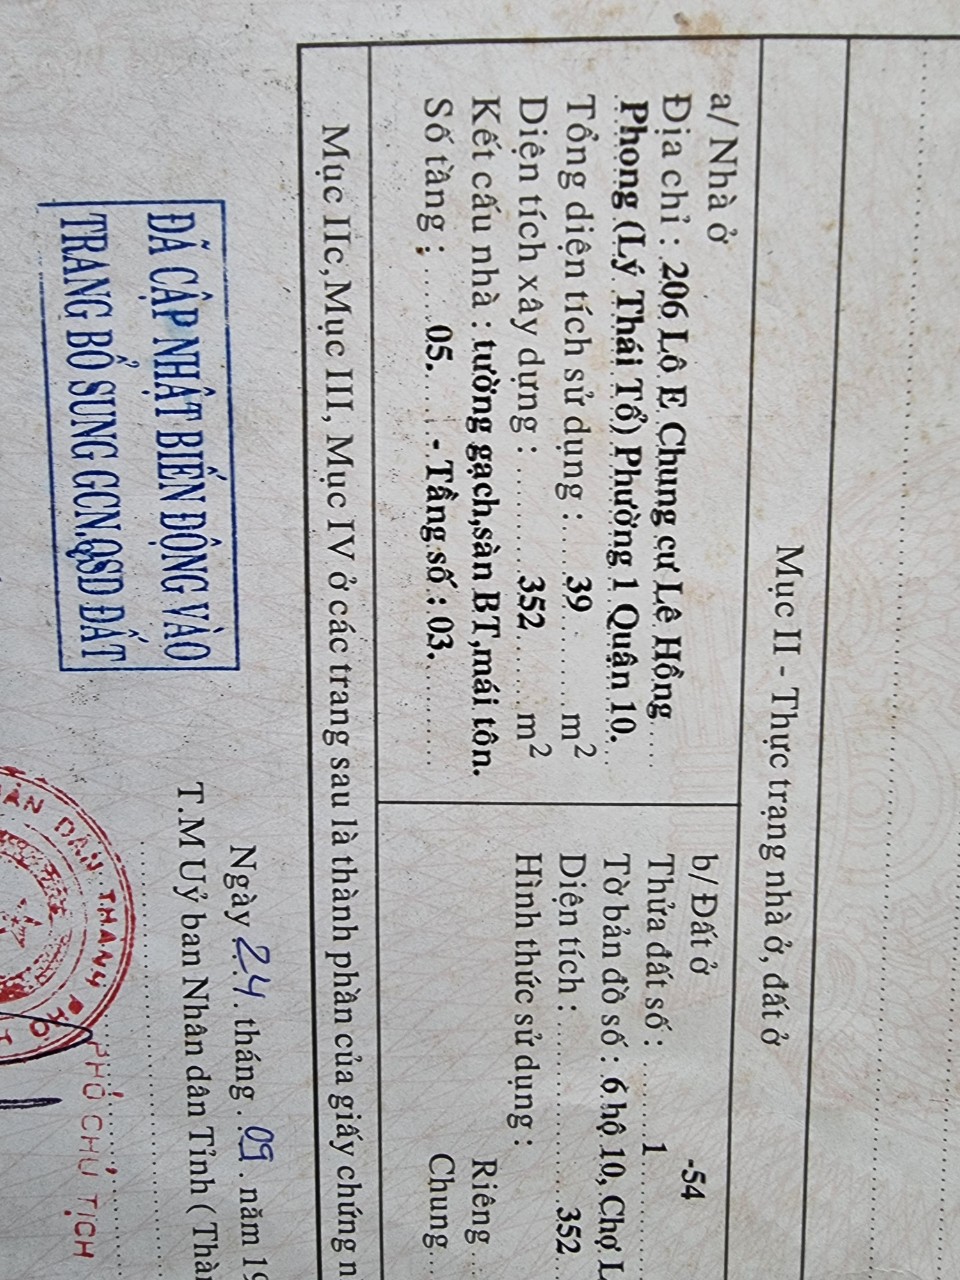 Mục II - Thực trạng nhà ở, đất ở
a/ Nhà ở
Địa chỉ : 206 Lô E Chung cư Lê Hồng
Phong (Lý Thái Tổ) Phường 1 Quận 10.
Tổng diện tích sử dụng : 39 m²
Diện tích xây dựng : 352 m²
Kết cấu nhà : tường gạch,sàn BT,mái tôn.
Số tầng : 05. - Tầng số : 03.
b/ Đất ở
-54
Thửa đất số : 1
Tờ bản đồ số : 6 hộ 10, Chợ
Diện tích : 352
Hình thức sử dụng :
Riêng
Chung
Mục IIc,Mục III, Mục IV ở các trang sau là thành phần của giấy chứng
Ngày 24 tháng 09 năm 19
T.M Uỷ ban Nhân dân Tỉnh (
ĐÃ CẬP NHẬT BIẾN ĐỘNG VÀO
TRANG BỔ SUNG GCN.QSD ĐẤT
PHÓ CHỦ TỊCH
DÂN THÀNH PHỐ